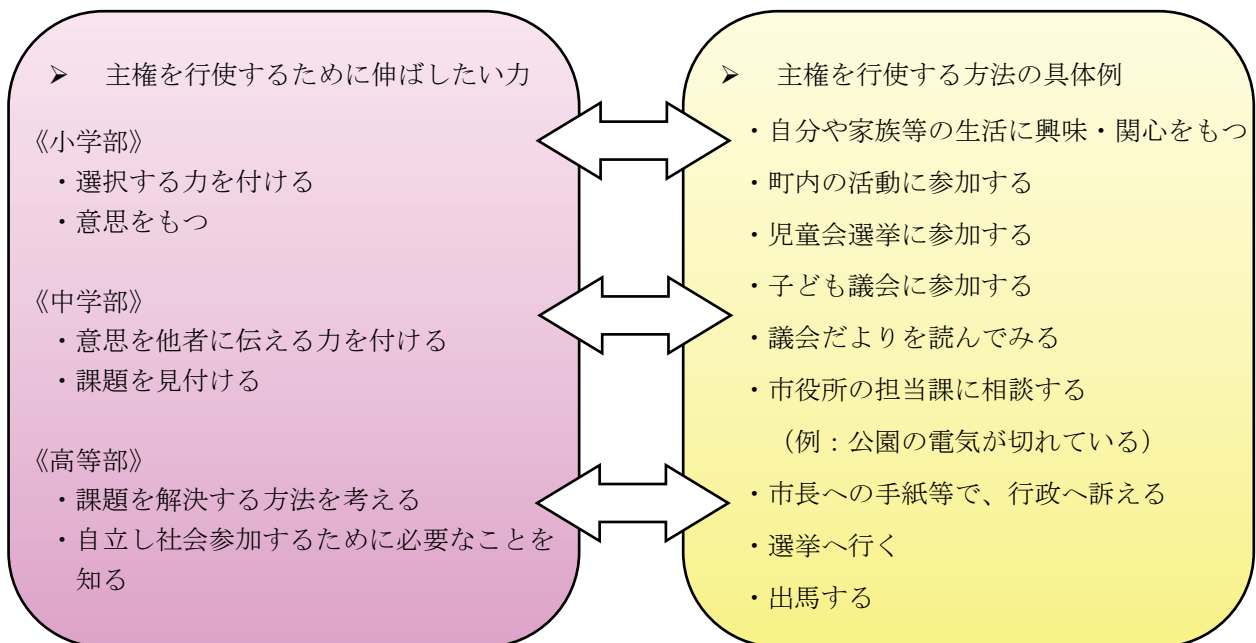 ➢ 主権を行使するために伸ばしたい力
《小学部》
・選択する力を付ける
・意思をもつ
《中学部》
・意思を他者に伝える力を付ける
・課題を見付ける
《高等部》
・課題を解決する方法を考える
・自立し社会参加するために必要なことを
知る
➢ 主権を行使する方法の具体例
・自分や家族等の生活に興味・関心をもつ
・町内の活動に参加する
・児童会選挙に参加する
・子ども議会に参加する
・議会だよりを読んでみる
・市役所の担当課に相談する
（例：公園の電気が切れている）
・市長への手紙等で、行政へ訴える
・選挙へ行く
・出馬する